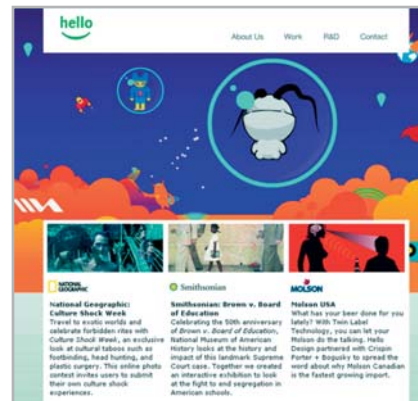 hello
About Us Work R&D Contact
NATIONAL
GEOGRAPHIC
National Geographic:
Culture Shock Week
Travel to exotic worlds and
celebrate forbidden rites with
Culture Shock Week, an exclusive
look at cultural taboos such as
footbinding, head hunting, and
plastic surgery. This online photo
contest invites users to submit
their own culture shock
experiences.
Smithsonian
Smithsonian: Brown v. Board
of Education
Celebrating the 50th anniversary
of Brown v. Board of Education,
National Museum of American
History looks at the history and
impact of this landmark Supreme
Court case. Together we created
an interactive exhibition to look
at the fight to end segregation in
American schools.
MOLSON
Molson USA
What has your beer done for you
lately? With Twin Label
Technology, you can let your
Molson do the talking. Hello
Design partnered with Crispin
Porter + Bogusky to spread the
word about why Molson Canadian
is the fastest growing import.